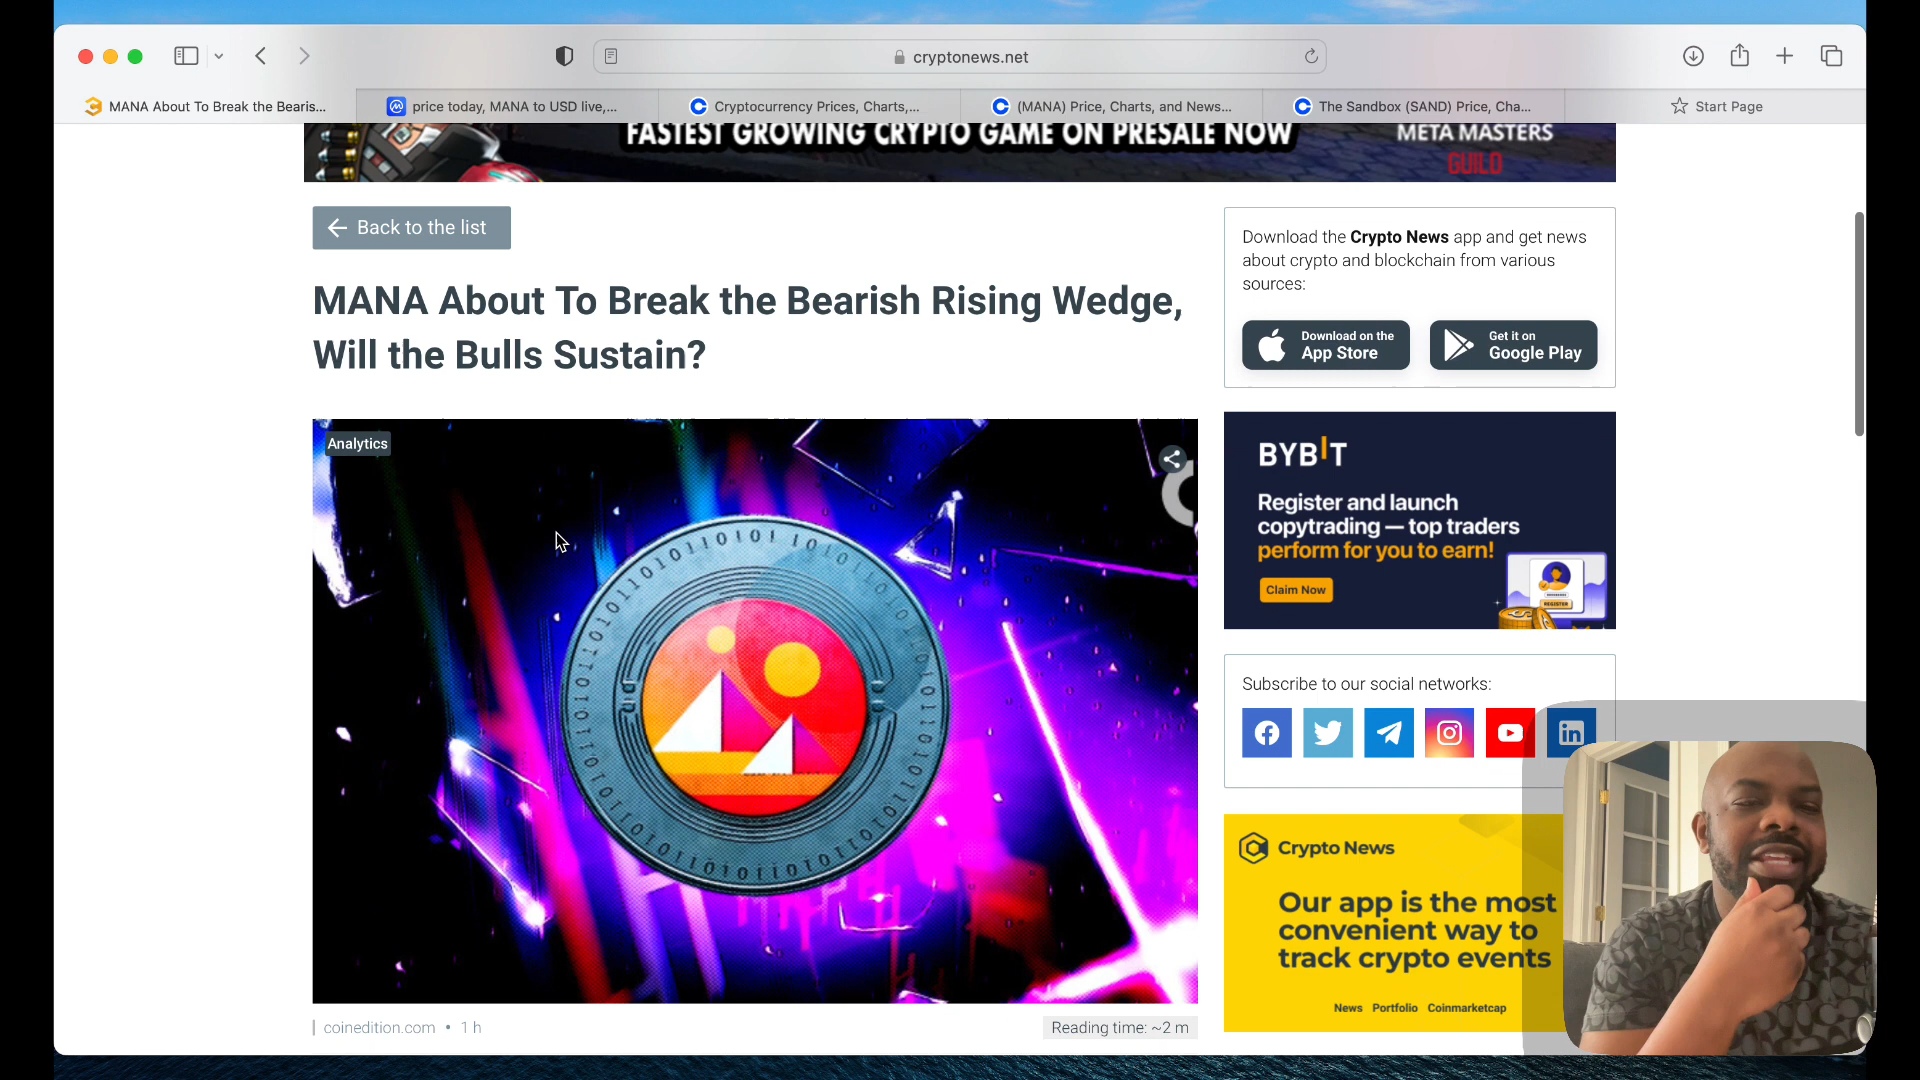 cryptonews.net
MANA About To Break the Bearis...
price today, MANA to USD live,...
Cryptocurrency Prices, Charts,...
(MANA) Price, Charts, and News...
The Sandbox (SAND) Price, Cha...
Start Page
FASTEST GROWING CRYPTO GAME ON PRESALE NOW
META MASTERS
GUILD
Back to the list
MANA About To Break the Bearish Rising Wedge,
Will the Bulls Sustain?
Analytics
coinedition.com • 1 h
Reading time: ~2 m
Download the Crypto News app and get news
about crypto and blockchain from various
sources:
Download on the
App Store
Get it on
Google Play
BYBIT
Register and launch
copytrading — top traders
perform for you to earn!
Claim Now
REGISTER
Subscribe to our social networks:
Crypto News
Our app is the most
convenient way to
track crypto events
News Portfolio Coinmarketcap